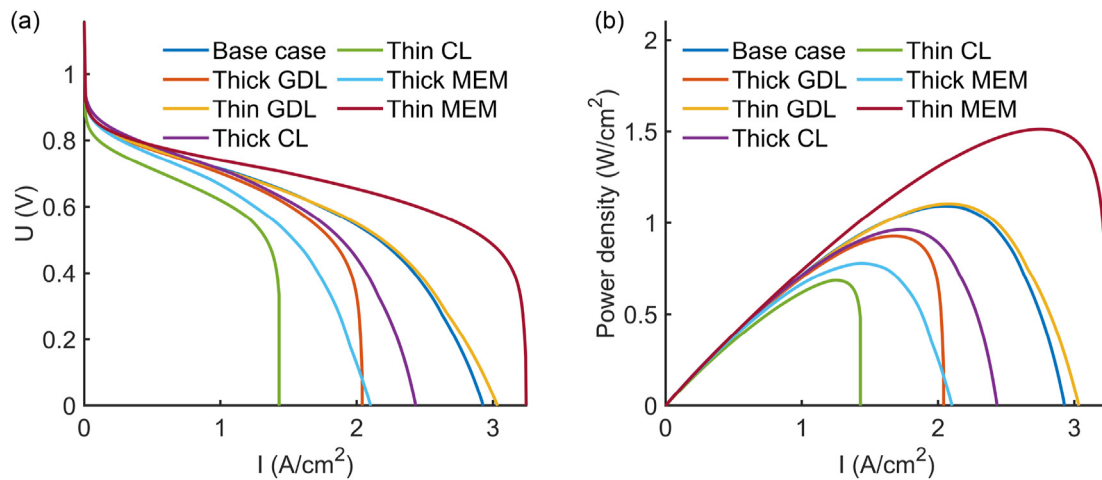 (a)
Base case Thin CL
Thick GDL Thick MEM
Thin GDL Thin MEM
Thick CL
1
0.8
0.6
0.4
0.2
0
U (V)
0 1 2 3
I (A/cm²)
(b)
Base case Thin CL
Thick GDL Thick MEM
Thin GDL Thin MEM
Thick CL
2
1.5
1
0.5
0
Power density (W/cm²)
0 1 2 3
I (A/cm²)